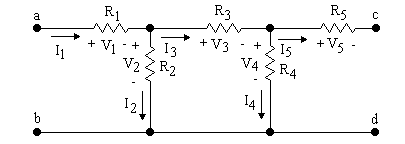 a R₁ R₃ R₅ c
I₁ + V₁ - + I₃ + V₃ - + I₅ + V₅ -
V₂ R₂ V₄ R₄
- -
I₂ I₄
b d